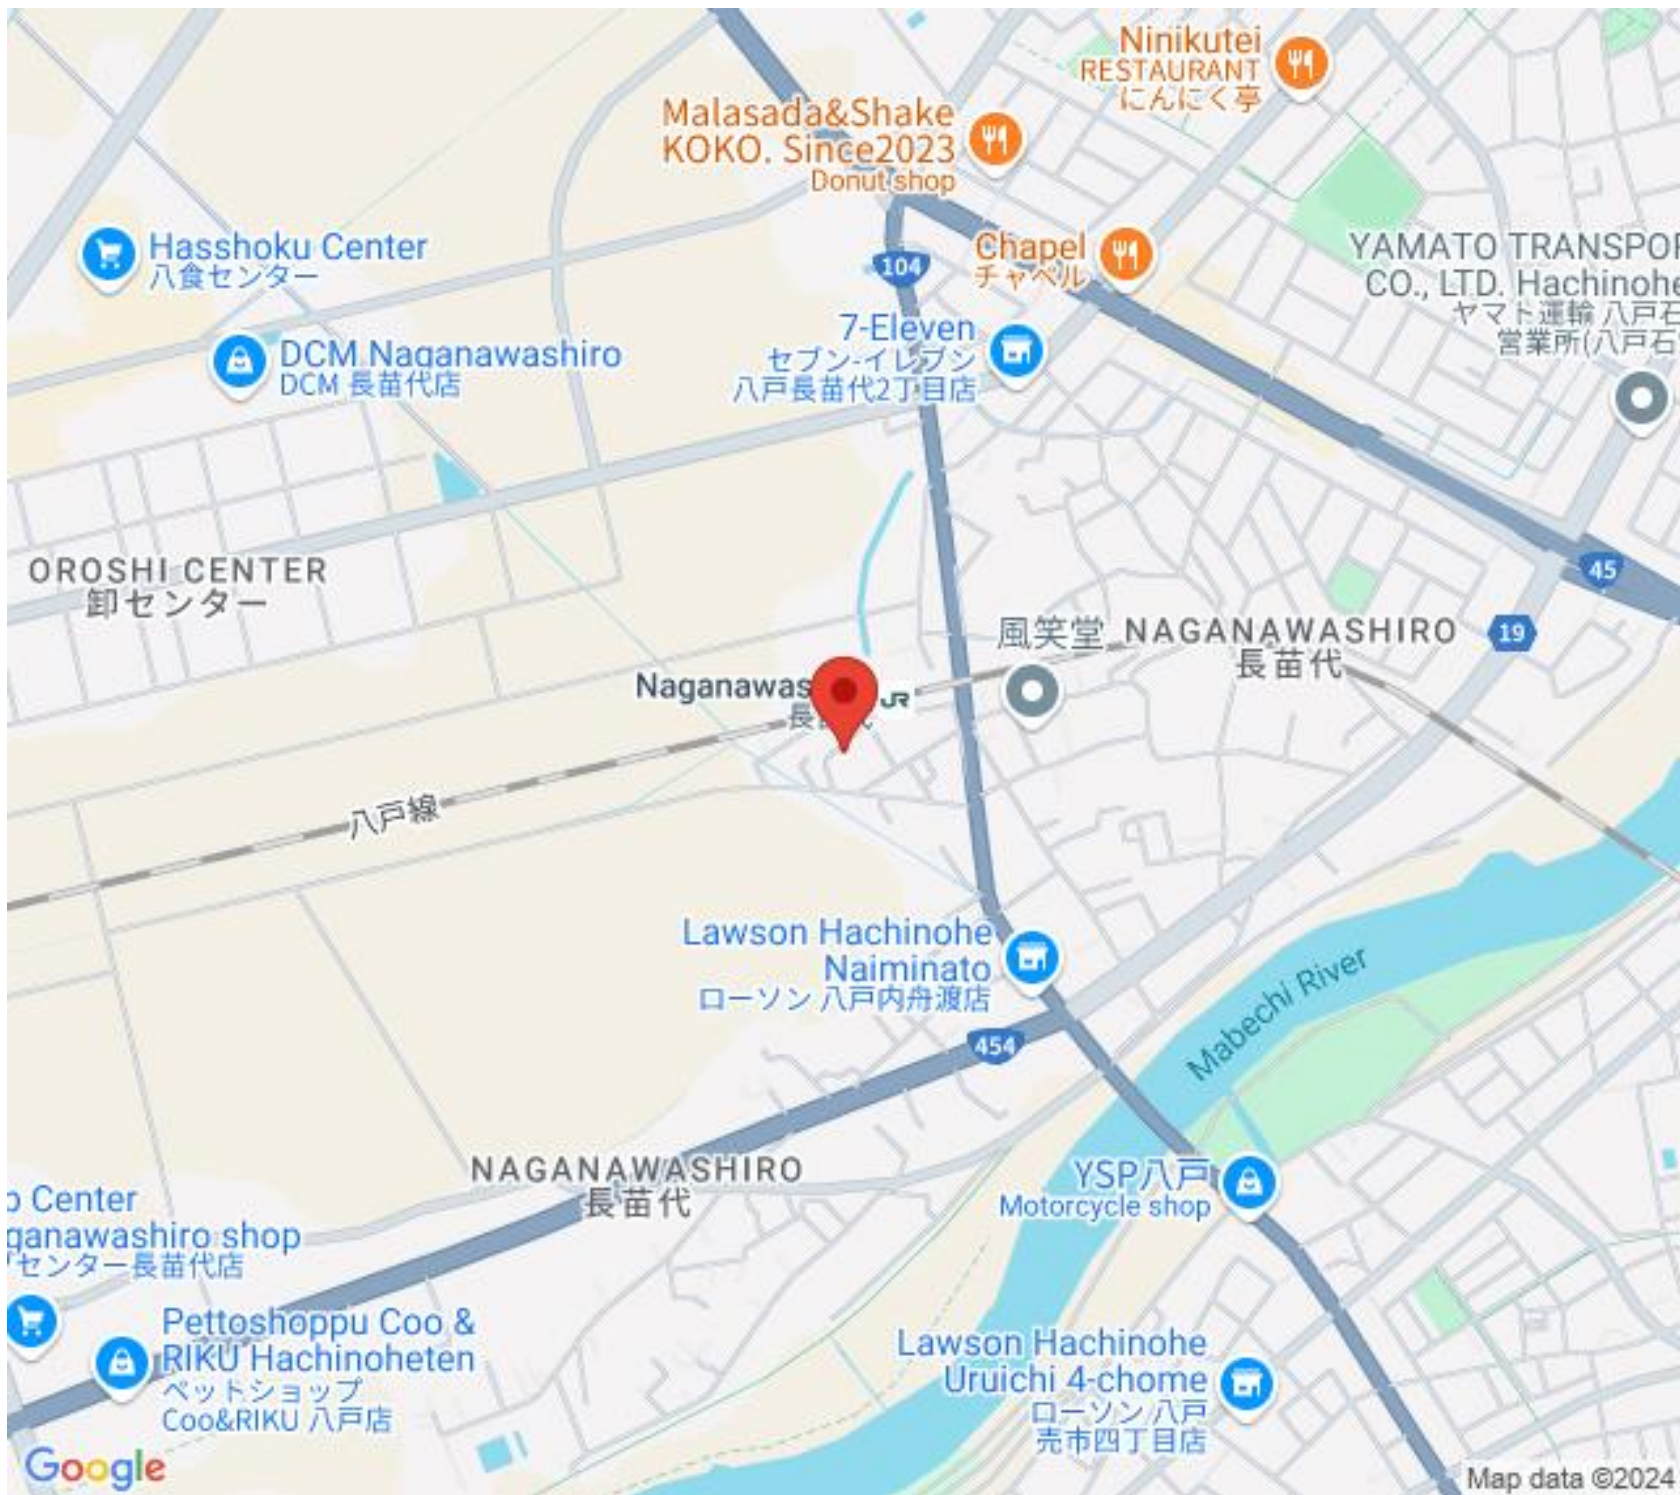 Ninikutei
RESTAURANT
にんにく亭
Malasada&Shake
KOKO. Since2023
Donut shop
Hasshoku Center
八食センター
104
Chapel
チャペル
YAMATO TRANSPOR
CO., LTD. Hachinohe
ヤマト運輸 八戸石
営業所(八戸石
7-Eleven
セブン-イレブン
八戸長苗代2丁目店
DCM Naganawashiro
DCM 長苗代店
OROSHI CENTER
卸センター
45
19
風笑堂
NAGANAWASHIRO
長苗代
Naganawas
JR
八戸線
Lawson Hachinohe
Naiminato
ローソン 八戸内舟渡店
454
Mabechi River
NAGANAWASHIRO
長苗代
YSP八戸
Motorcycle shop
Center
ganawashiro shop
センター長苗代店
Pettoshoppu Coo &
RIKU Hachinoheten
ペットショップ
Coo&RIKU 八戸店
Lawson Hachinohe
Uruichi 4-chome
ローソン 八戸
売市四丁目店
Google
Map data ©2024